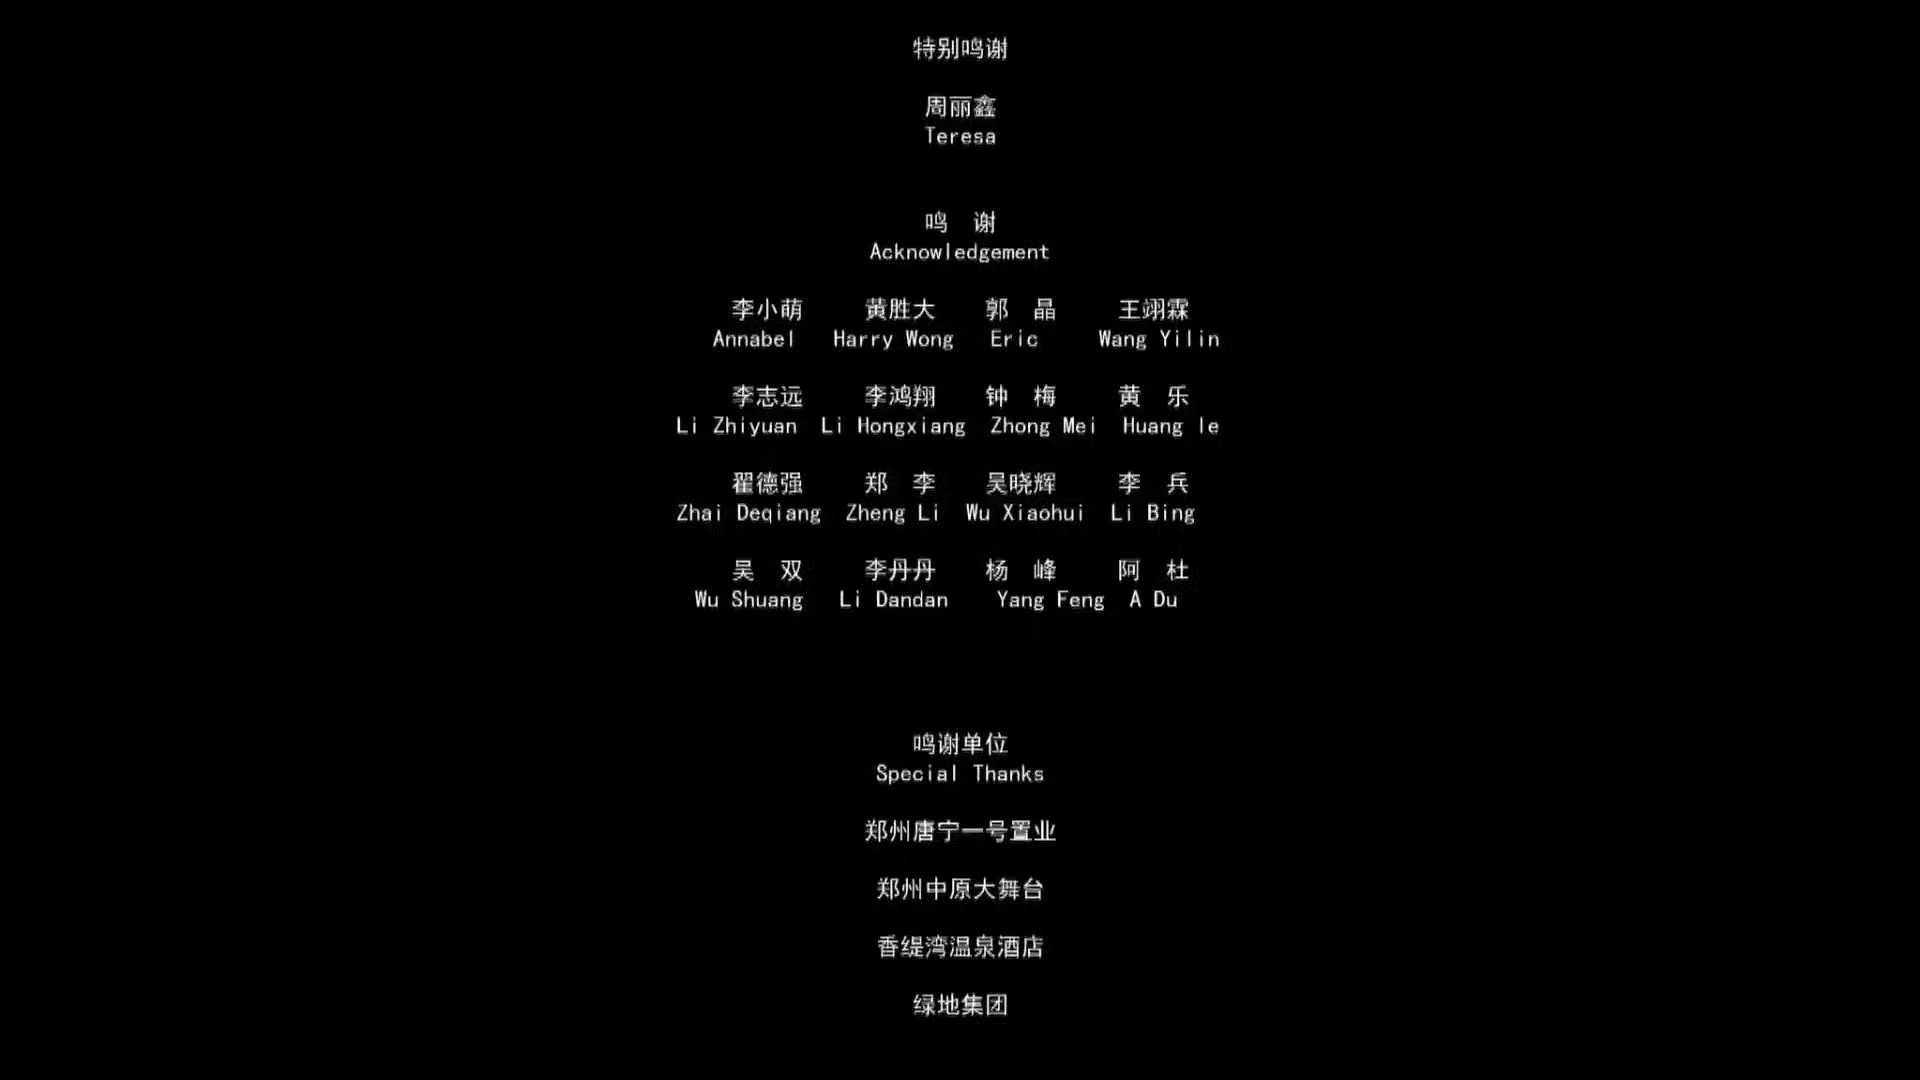 特别鸣谢
周丽鑫
Teresa
鸣 谢
Acknowledgement
李小萌 黄胜大 郭 晶 王翊霖
Annabel Harry Wong Eric Wang Yilin
李志远 李鸿翔 钟 梅 黄 乐
Li Zhiyuan Li Hongxiang Zhong Mei Huang le
翟德强 郑 李 吴晓辉 李 兵
Zhai Deqiang Zheng Li Wu Xiaohui Li Bing
吴 双 李丹丹 杨 峰 阿 杜
Wu Shuang Li Dandan Yang Feng A Du
鸣谢单位
Special Thanks
郑州唐宁一号置业
郑州中原大舞台
香缇湾温泉酒店
绿地集团